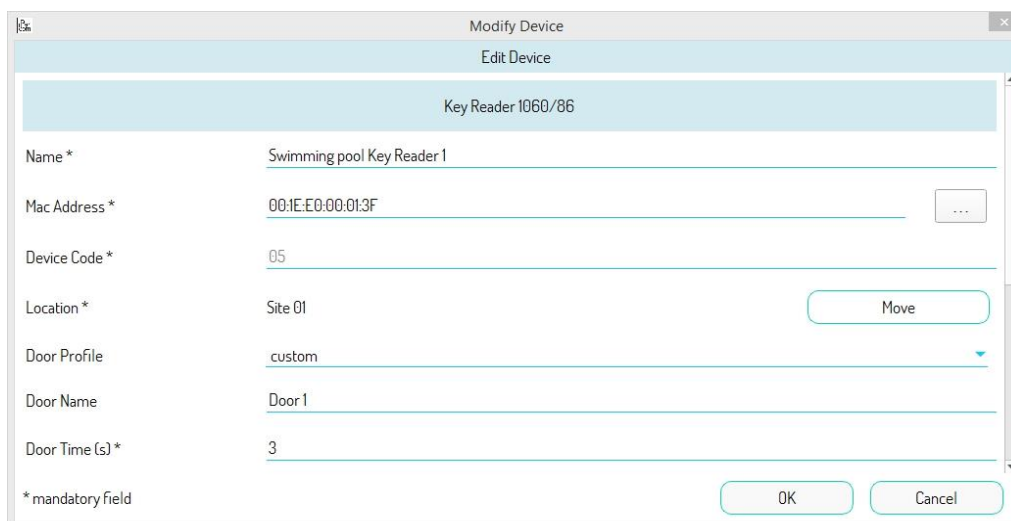 Modify Device
Edit Device
Key Reader 1060/86
Name * Swimming pool Key Reader 1
Mac Address * 00:1E:E0:00:01:3F ...
Device Code * 05
Location * Site 01 Move
Door Profile custom
Door Name Door 1
Door Time (s) * 3
* mandatory field OK Cancel